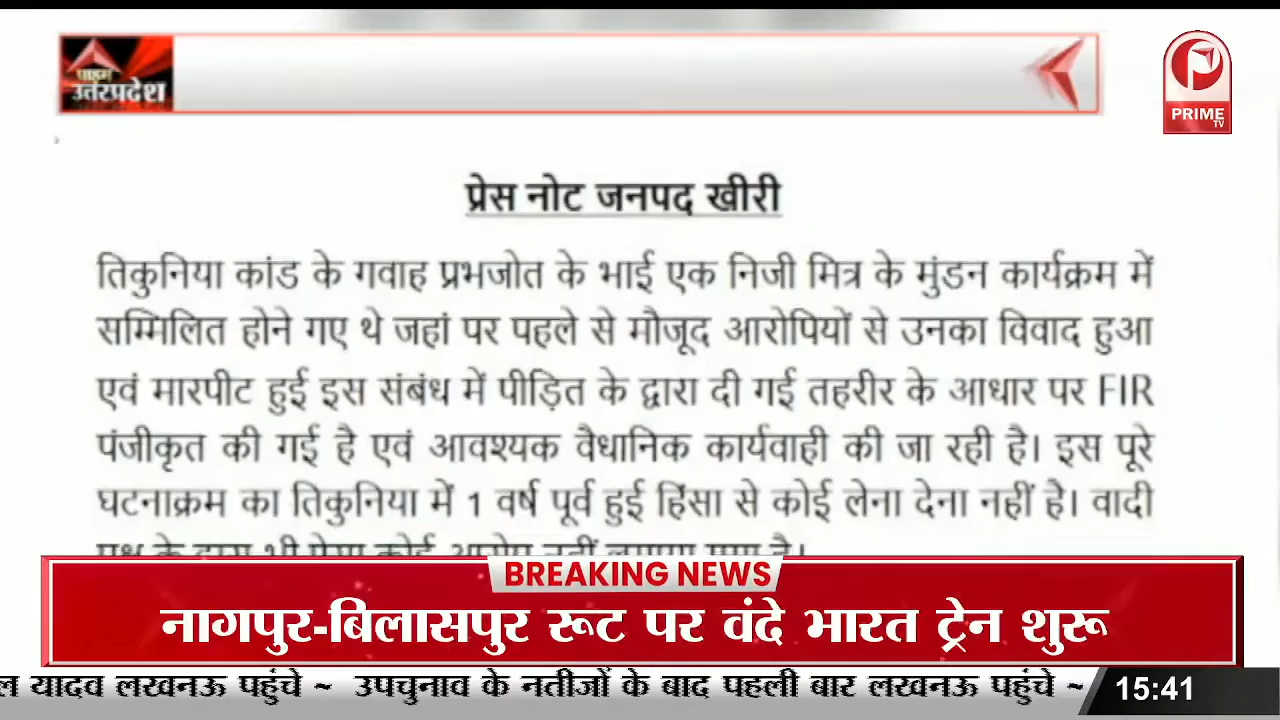 प्राइम
उत्तरप्रदेश
PRIME
TV
प्रेस नोट जनपद खीरी
तिकुनिया कांड के गवाह प्रभजोत के भाई एक निजी मित्र के मुंडन कार्यक्रम में
सम्मिलित होने गए थे जहां पर पहले से मौजूद आरोपियों से उनका विवाद हुआ
एवं मारपीट हुई इस संबंध में पीड़ित के द्वारा दी गई तहरीर के आधार पर FIR
पंजीकृत की गई है एवं आवश्यक वैधानिक कार्यवाही की जा रही है। इस पूरे
घटनाक्रम का तिकुनिया में 1 वर्ष पूर्व हुई हिंसा से कोई लेना देना नहीं है। वादी
BREAKING NEWS
नागपुर-बिलासपुर रूट पर वंदे भारत ट्रेन शुरू
ल यादव लखनऊ पहुंचे ~ उपचुनाव के नतीजों के बाद पहली बार लखनऊ पहुंचे ~
15:41